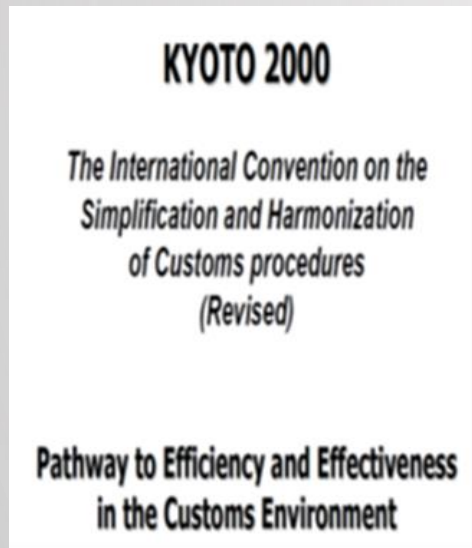 KYOTO 2000
The International Convention on the
Simplification and Harmonization
of Customs procedures
(Revised)
Pathway to Efficiency and Effectiveness
in the Customs Environment